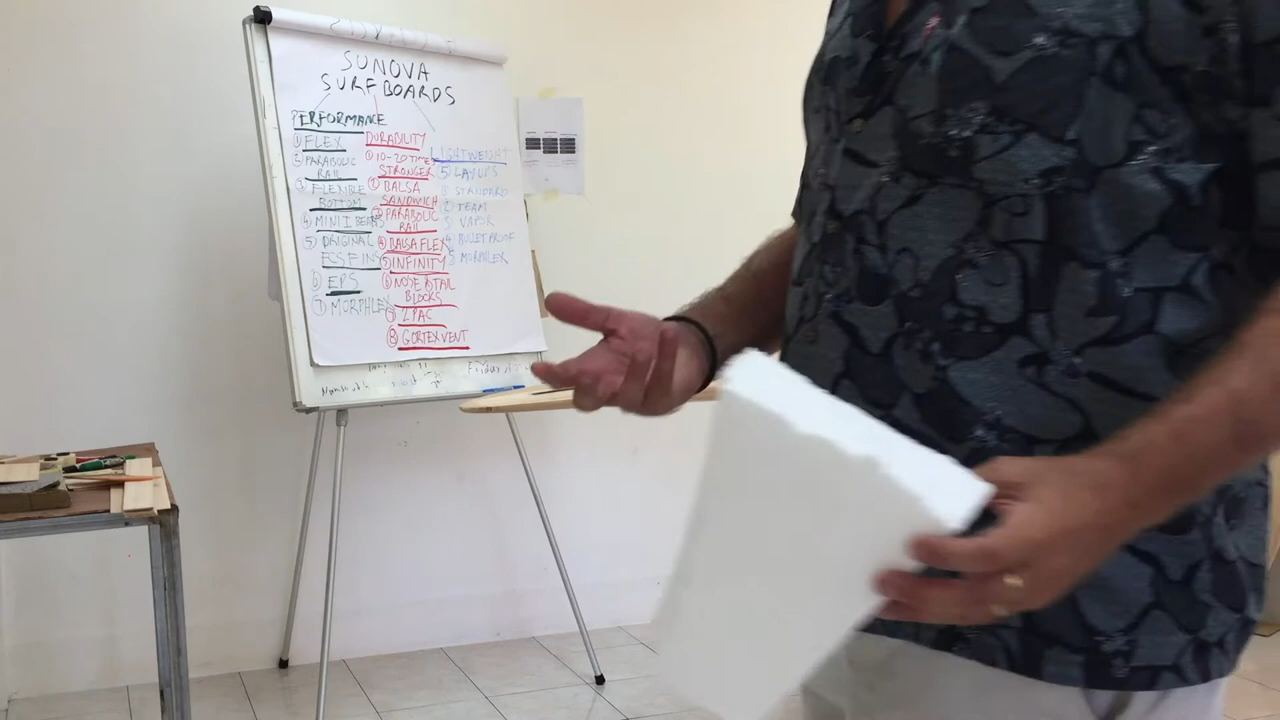 SUNOVA
SURFBOARDS
PERFORMANCE
① FLEX
② PARABOLIC
RAIL
③ FLEXIBLE
BOTTOM
④ MINI I BEAMS
⑤ ORIGINAL
FCS FINS
⑥ EPS
⑦ MORPHLEX
DURABILITY
① 10-20 TIMES
STRONGER
② BALSA
SANDWICH
③ PARABOLIC
RAIL
④ BALSA FLEX
⑤ INFINITY
⑥ NOSE & TAIL
BLOCKS
⑦ 2PAC
⑧ GORTEX VENT
LIGHTWEIGHT
⑤ LAYUPS
① STANDARD
② TEAM
③ VAPOR
④ BULLETPROOF
⑤ MORPHLEX